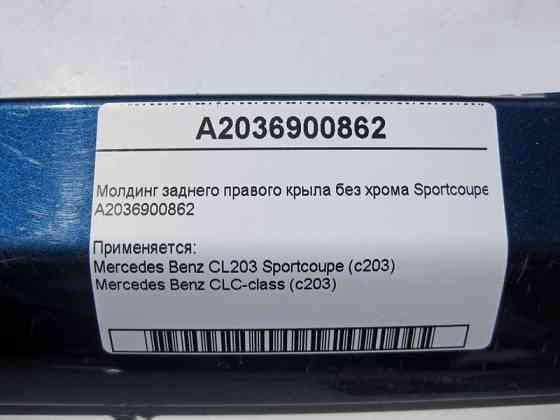 A2036900862
Молдинг заднего правого крыла без хрома Sportcoupe
A2036900862
Применяется:
Mercedes Benz CL203 Sportcoupe (c203)
Mercedes Benz CLC-class (c203)